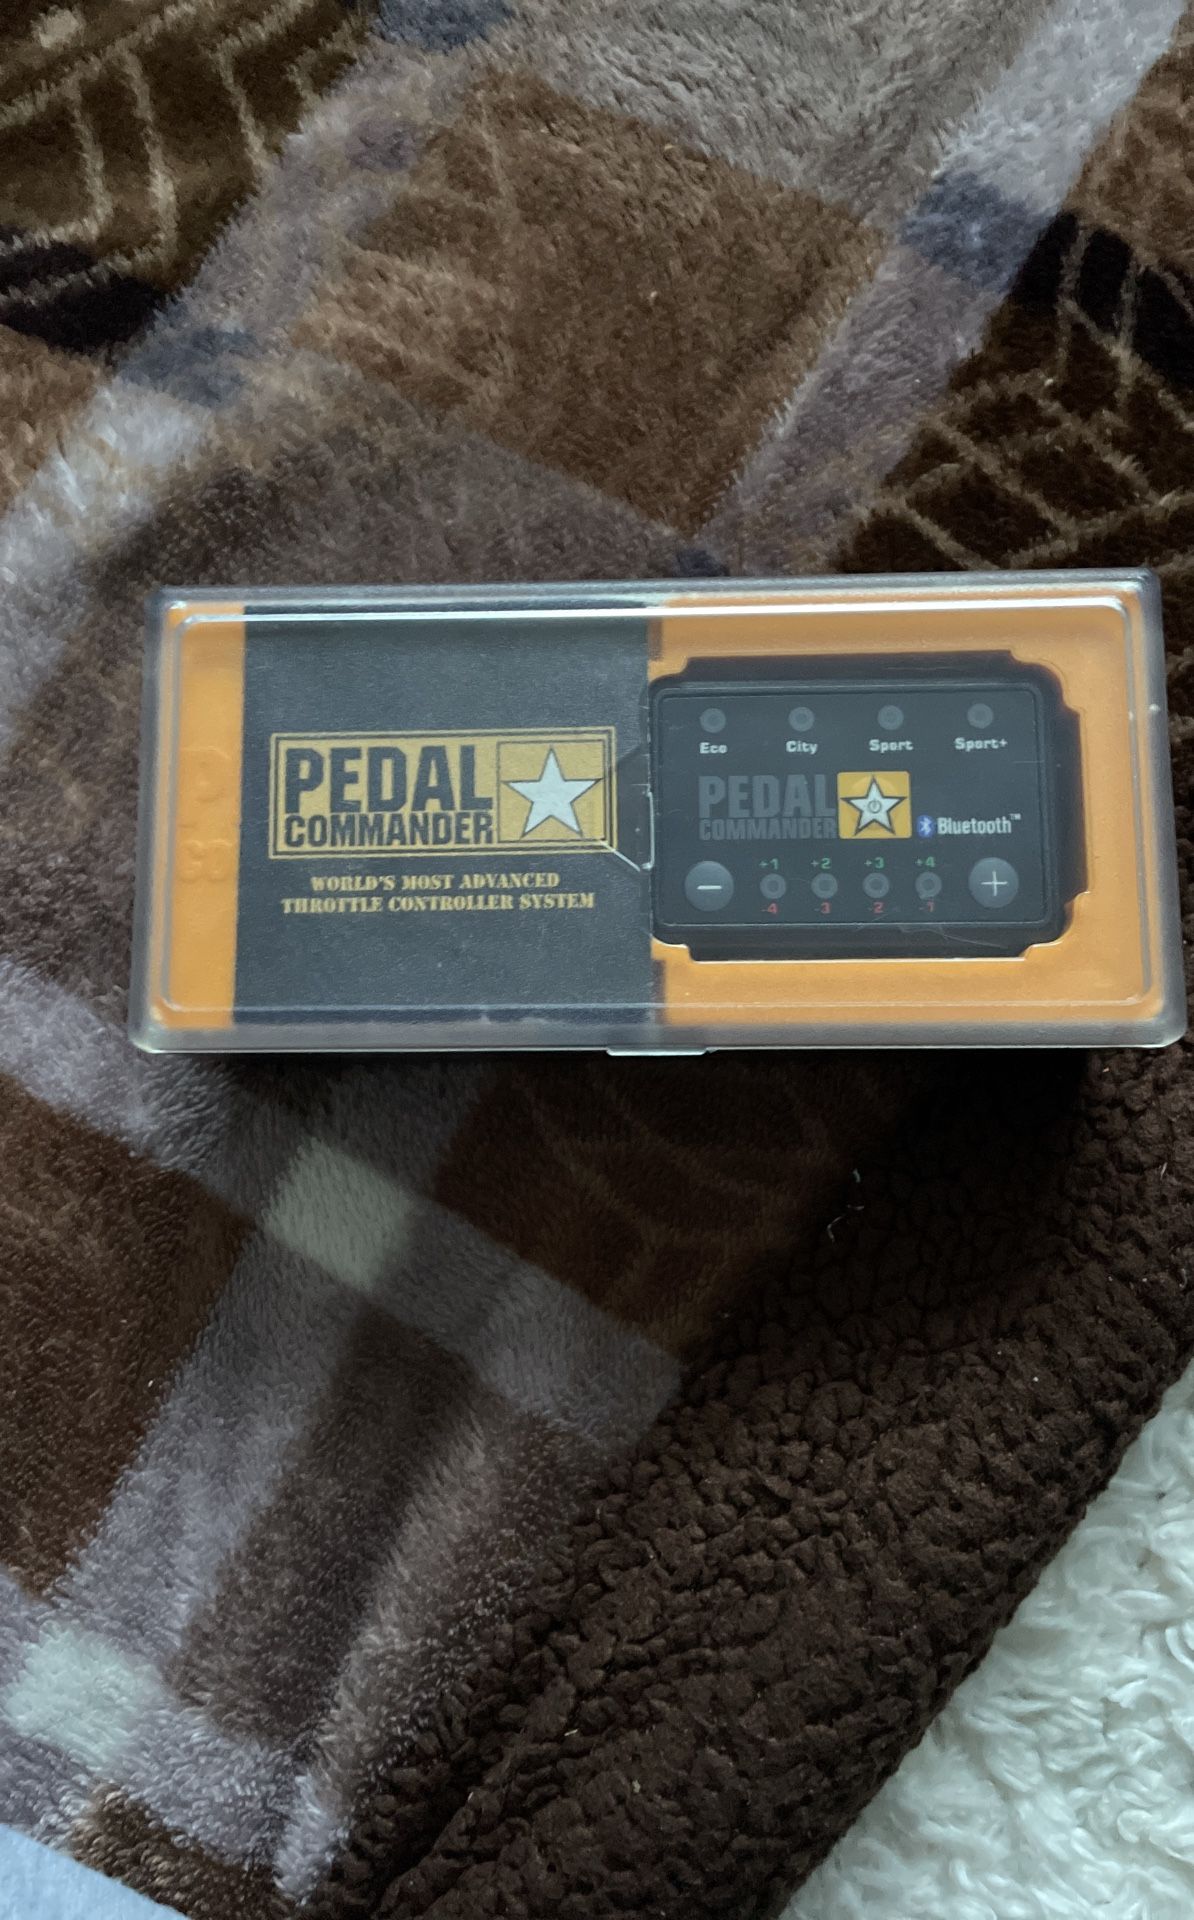 PEDAL
COMMANDER
WORLD'S MOST ADVANCED
THROTTLE CONTROLLER SYSTEM
Eco City Sport Sport+
PEDAL
COMMANDER
Bluetooth™
+1 +2 +3 +4
− +
-4 -3 -2 -1